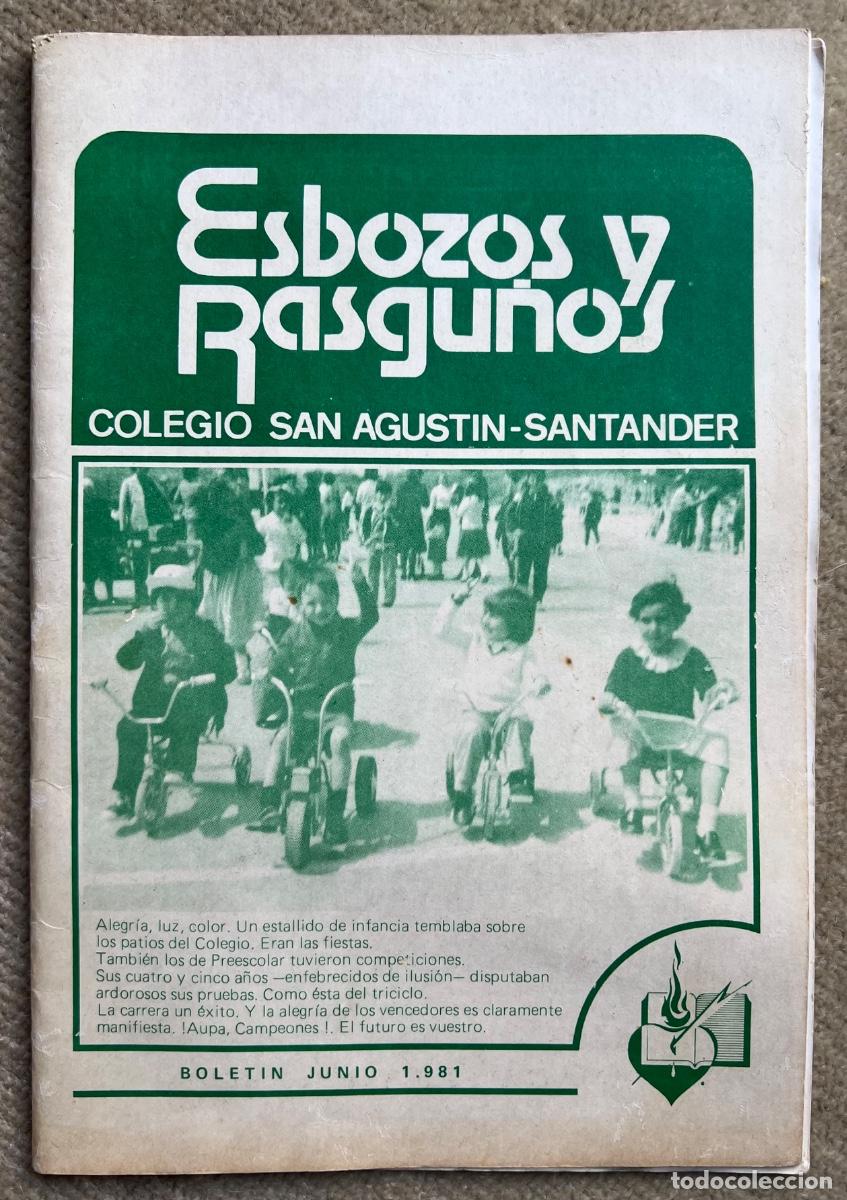 Esbozos y
Rasguños
COLEGIO SAN AGUSTIN-SANTANDER
Alegría, luz, color. Un estallido de infancia temblaba sobre
los patios del Colegio. Eran las fiestas.
También los de Preescolar tuvieron competiciones.
Sus cuatro y cinco años —enfebrecidos de ilusión— disputaban
ardorosos sus pruebas. Como ésta del triciclo.
La carrera un éxito. Y la alegría de los vencedores es claramente
manifiesta. !Aupa, Campeones !. El futuro es vuestro.
BOLETIN JUNIO 1.981
todocoleccion